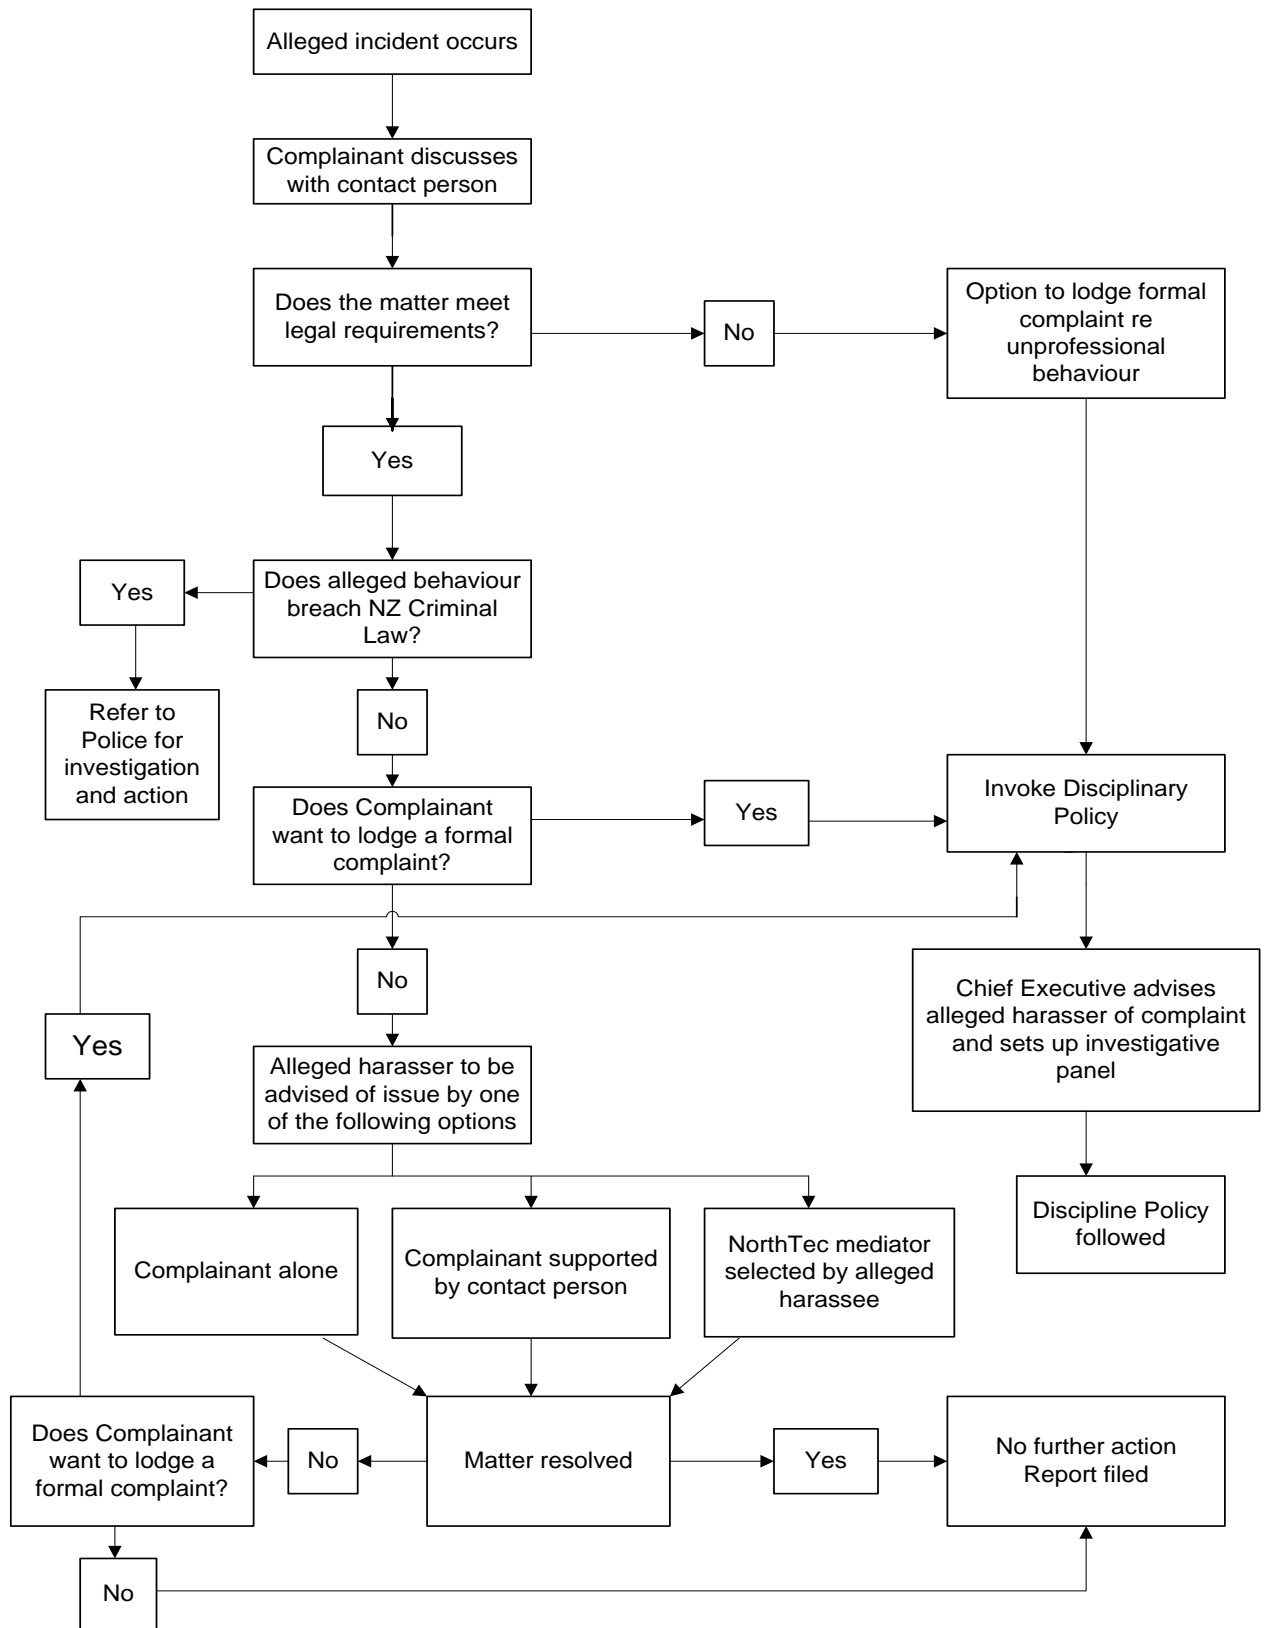 Alleged incident occurs
Complainant discusses
with contact person
Does the matter meet
legal requirements?
No
Option to lodge formal
complaint re
unprofessional
behaviour
Yes
Yes
Does alleged behaviour
breach NZ Criminal
Law?
Refer to
Police for
investigation
and action
No
Does Complainant
want to lodge a formal
complaint?
Yes
Invoke Disciplinary
Policy
No
Chief Executive advises
alleged harasser of complaint
and sets up investigative
panel
Yes
Alleged harasser to be
advised of issue by one
of the following options
Discipline Policy
followed
Complainant alone
Complainant supported
by contact person
NorthTec mediator
selected by alleged
harassee
Does Complainant
want to lodge a
formal complaint?
No
Matter resolved
Yes
No further action
Report filed
No